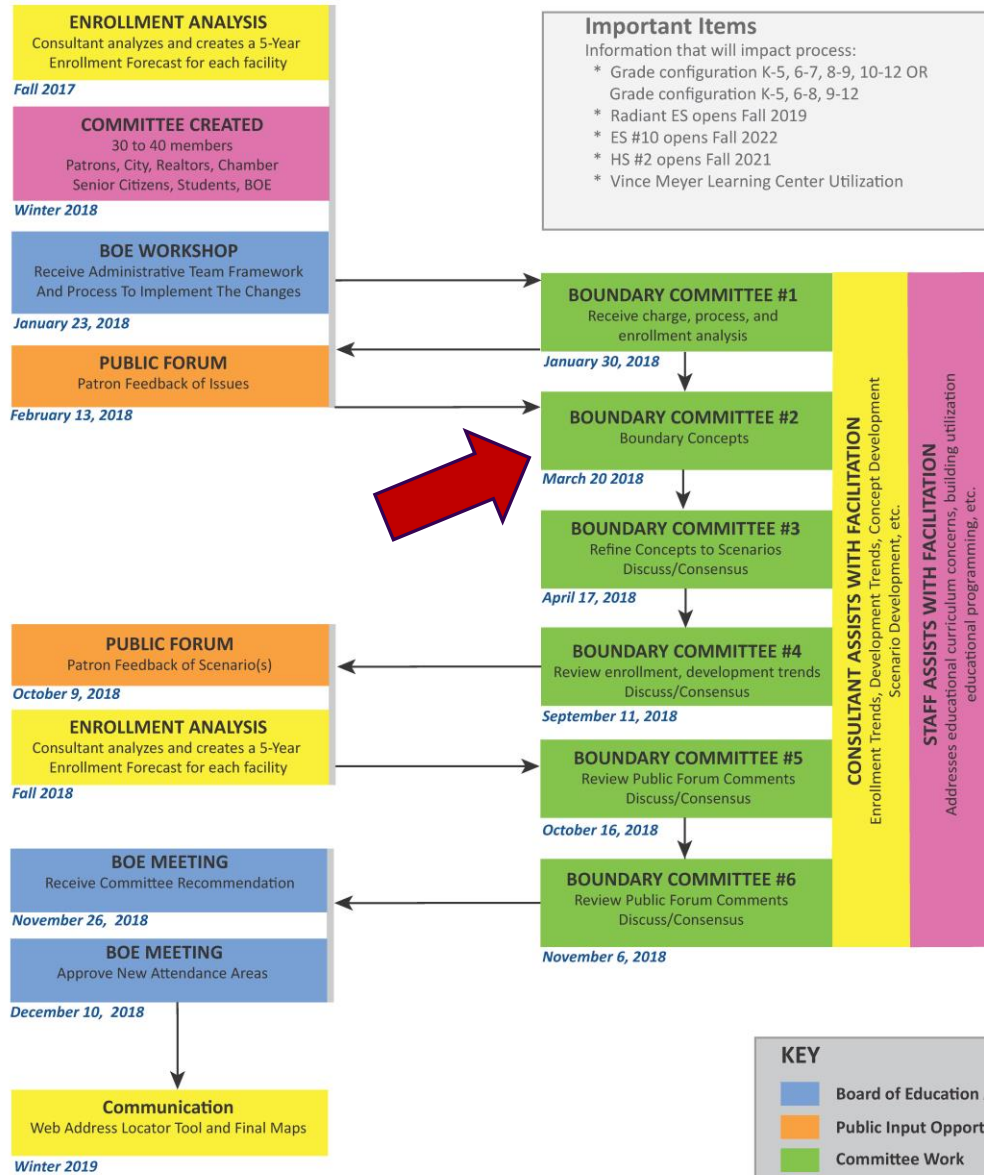 ENROLLMENT ANALYSIS
Consultant analyzes and creates a 5-Year
Enrollment Forecast for each facility
Fall 2017
COMMITTEE CREATED
30 to 40 members
Patrons, City, Realtors, Chamber
Senior Citizens, Students, BOE
Winter 2018
BOE WORKSHOP
Receive Administrative Team Framework
And Process To Implement The Changes
January 23, 2018
PUBLIC FORUM
Patron Feedback of Issues
February 13, 2018
PUBLIC FORUM
Patron Feedback of Scenario(s)
October 9, 2018
ENROLLMENT ANALYSIS
Consultant analyzes and creates a 5-Year
Enrollment Forecast for each facility
Fall 2018
BOE MEETING
Receive Committee Recommendation
November 26, 2018
BOE MEETING
Approve New Attendance Areas
December 10, 2018
Communication
Web Address Locator Tool and Final Maps
Winter 2019
Important Items
Information that will impact process:
* Grade configuration K-5, 6-7, 8-9, 10-12 OR
Grade configuration K-5, 6-8, 9-12
* Radiant ES opens Fall 2019
* ES #10 opens Fall 2022
* HS #2 opens Fall 2021
* Vince Meyer Learning Center Utilization
BOUNDARY COMMITTEE #1
Receive charge, process, and
enrollment analysis
January 30, 2018
BOUNDARY COMMITTEE #2
Boundary Concepts
March 20 2018
BOUNDARY COMMITTEE #3
Refine Concepts to Scenarios
Discuss/Consensus
April 17, 2018
BOUNDARY COMMITTEE #4
Review enrollment, development trends
Discuss/Consensus
September 11, 2018
BOUNDARY COMMITTEE #5
Review Public Forum Comments
Discuss/Consensus
October 16, 2018
BOUNDARY COMMITTEE #6
Review Public Forum Comments
Discuss/Consensus
November 6, 2018
CONSULTANT ASSISTS WITH FACILITATION
Enrollment Trends, Development Trends, Concept Development
Scenario Development, etc.
STAFF ASSISTS WITH FACILITATION
Addresses educational curriculum concerns, building utilization
educational programming, etc.
KEY
Board of Education
Public Input Opport
Committee Work